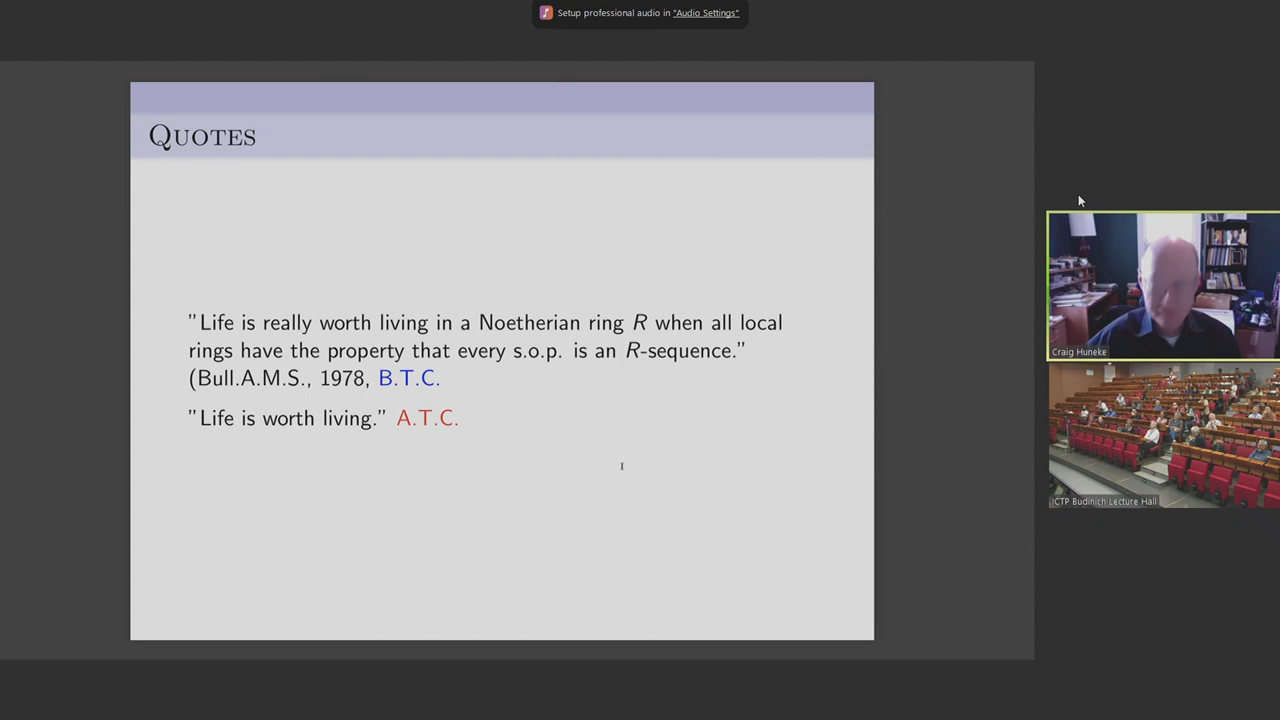 Setup professional audio in "Audio Settings"
QUOTES
"Life is really worth living in a Noetherian ring R when all local
rings have the property that every s.o.p. is an R-sequence."
(Bull.A.M.S., 1978, B.T.C.
"Life is worth living." A.T.C.
Craig Huneke
ICTP Budinich Lecture Hall